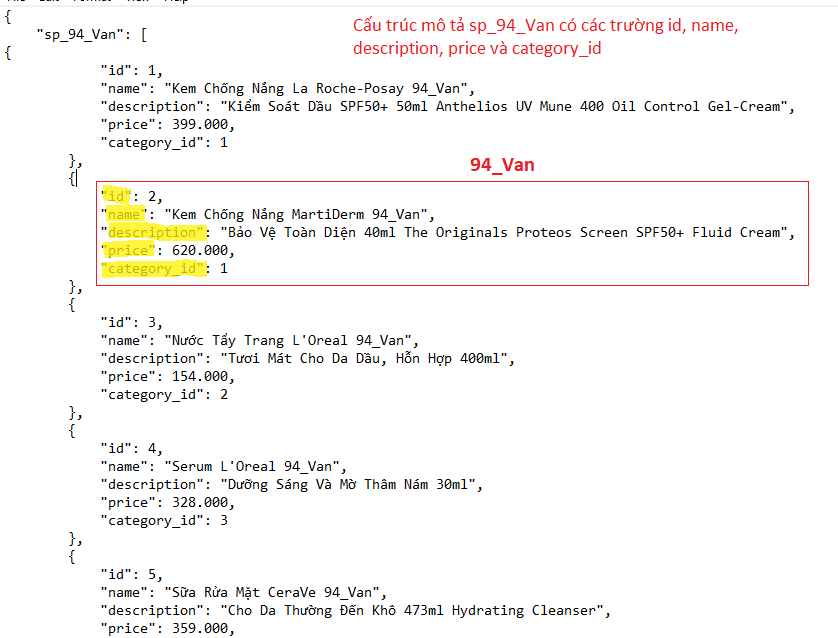 {
"sp_94_Van": [
Cấu trúc mô tả sp_94_Van có các trường id, name,
description, price và category_id
{
"id": 1,
"name": "Kem Chống Nắng La Roche-Posay 94_Van",
"description": "Kiểm Soát Dầu SPF50+ 50ml Anthelios UV Mune 400 Oil Control Gel-Cream",
"price": 399.000,
"category_id": 1
},
94_Van
{
"id": 2,
"name": "Kem Chống Nắng MartiDerm 94_Van",
"description": "Bảo Vệ Toàn Diện 40ml The Originals Proteos Screen SPF50+ Fluid Cream",
"price": 620.000,
"category_id": 1
},
{
"id": 3,
"name": "Nước Tẩy Trang L'Oreal 94_Van",
"description": "Tươi Mát Cho Da Dầu, Hỗn Hợp 400ml",
"price": 154.000,
"category_id": 2
},
{
"id": 4,
"name": "Serum L'Oreal 94_Van",
"description": "Dưỡng Sáng Và Mờ Thâm Nám 30ml",
"price": 328.000,
"category_id": 3
},
{
"id": 5,
"name": "Sữa Rửa Mặt CeraVe 94_Van",
"description": "Cho Da Thường Đến Khô 473ml Hydrating Cleanser",
"price": 359.000,